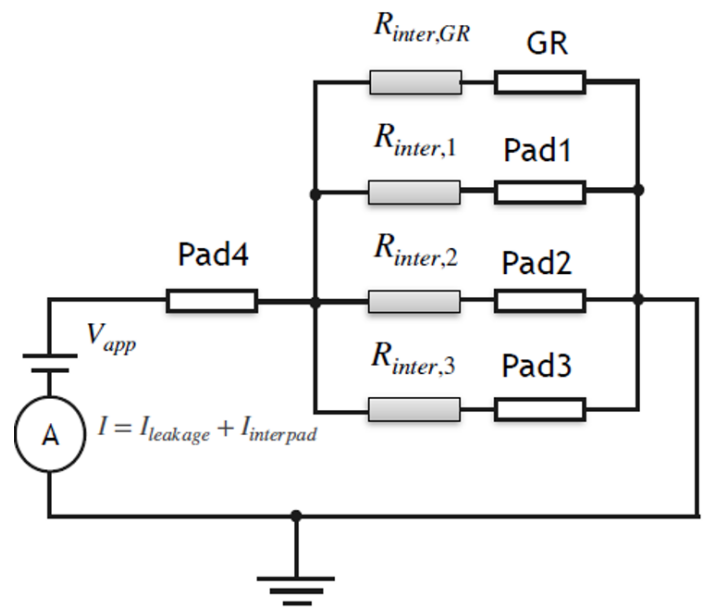 R_inter,GR
GR
R_inter,1
Pad1
R_inter,2
Pad2
Pad4
R_inter,3
Pad3
V_app
A
I = I_leakage + I_interpad